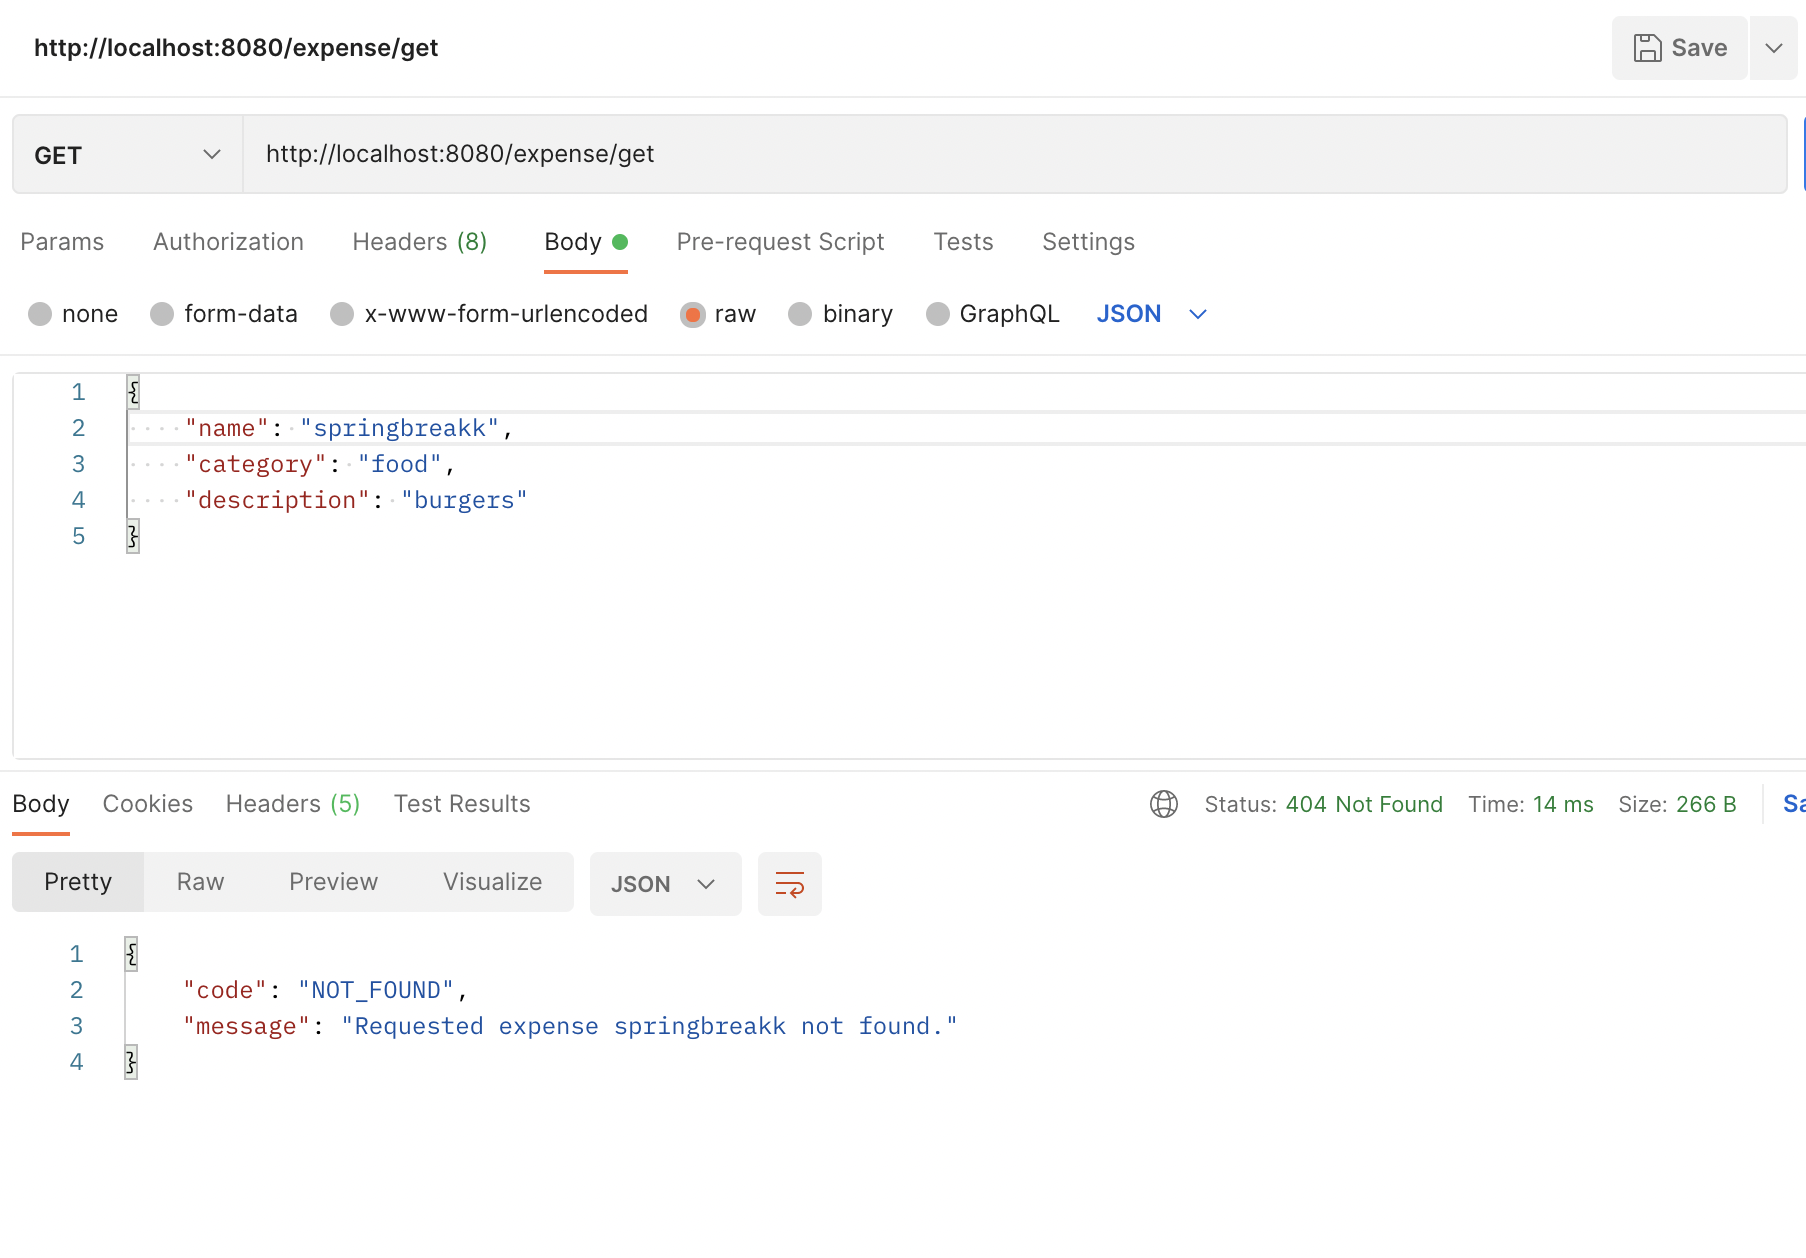 http://localhost:8080/expense/get
Save
GET http://localhost:8080/expense/get
Params Authorization Headers (8) Body Pre-request Script Tests Settings
none form-data x-www-form-urlencoded raw binary GraphQL JSON
1 {
2 "name": "springbreakk",
3 "category": "food",
4 "description": "burgers"
5 }
Body Cookies Headers (5) Test Results Status: 404 Not Found Time: 14 ms Size: 266 B
Pretty Raw Preview Visualize JSON
1 {
2 "code": "NOT_FOUND",
3 "message": "Requested expense springbreakk not found."
4 }